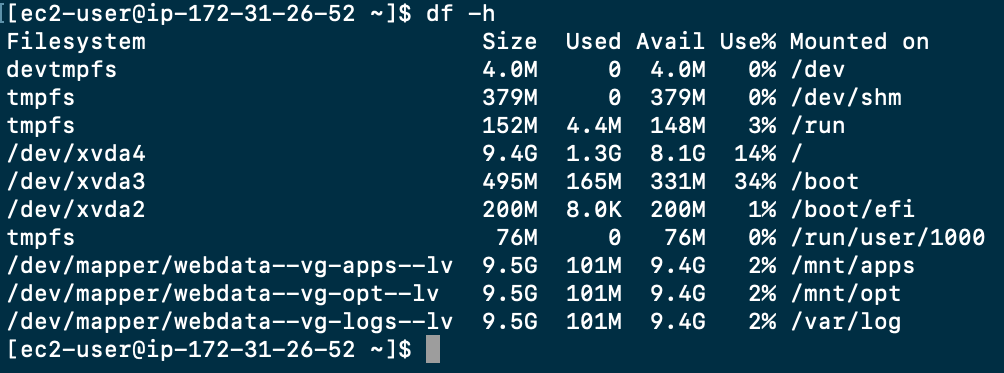 [[ec2-user@ip-172-31-26-52 ~]$ df -h
Filesystem                         Size  Used Avail Use% Mounted on
devtmpfs                           4.0M     0  4.0M   0% /dev
tmpfs                              379M     0  379M   0% /dev/shm
tmpfs                              152M  4.4M  148M   3% /run
/dev/xvda4                         9.4G  1.3G  8.1G  14% /
/dev/xvda3                         495M  165M  331M  34% /boot
/dev/xvda2                         200M  8.0K  200M   1% /boot/efi
tmpfs                               76M     0   76M   0% /run/user/1000
/dev/mapper/webdata--vg-apps--lv   9.5G  101M  9.4G   2% /mnt/apps
/dev/mapper/webdata--vg-opt--lv    9.5G  101M  9.4G   2% /mnt/opt
/dev/mapper/webdata--vg-logs--lv   9.5G  101M  9.4G   2% /var/log
[ec2-user@ip-172-31-26-52 ~]$